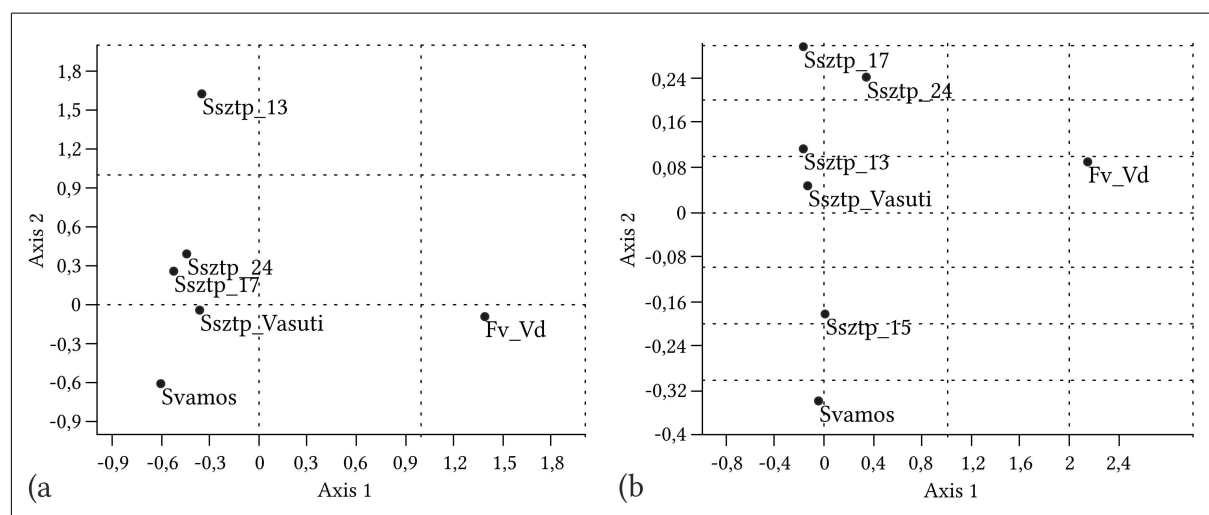 1,8
1,5
1,2
0,9
0,6
0,3
0
-0,3
-0,6
-0,9
Axis 2
Ssztp_13
Ssztp_24
Ssztp_17
Ssztp_Vasuti
Fv_Vd
Svamos
-0,9 -0,6 -0,3 0 0,6 0,9 1,2 1,5 1,8
Axis 1
(a
0,24
0,16
0,08
0
-0,08
-0,16
-0,24
-0,32
-0,4
Axis 2
Ssztp_17
Ssztp_24
Ssztp_13
Fv_Vd
Ssztp_Vasuti
Ssztp_15
Svamos
-0,8 -0,4 0 0,4 0,8 1,2 1,6 2 2,4
Axis 1
(b